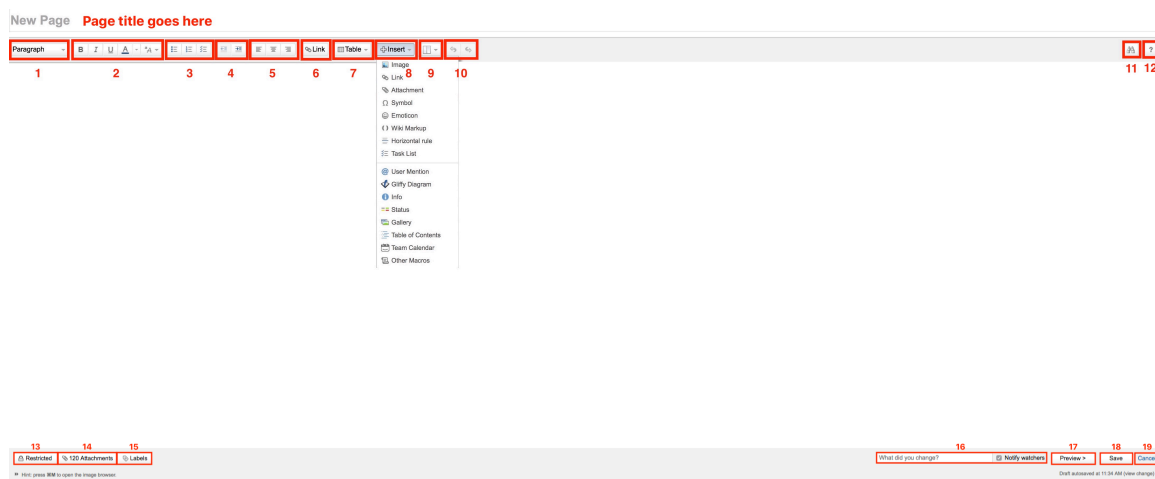 New Page Page title goes here
Paragraph B I U A A Link Table Insert ?
1 2 3 4 5 6 7 8 9 10 11 12
Image
Link
Attachment
Symbol
Emoticon
Wiki Markup
Horizontal rule
Task List
User Mention
Gliffy Diagram
Info
Status
Gallery
Table of Contents
Team Calendar
Other Macros
13 14 15 16 17 18 19
Restricted 120 Attachments Labels What did you change? Notify watchers Preview > Save Cance
Hint: press ⌘M to open the image browser. Draft autosaved at 11:34 AM (view change)